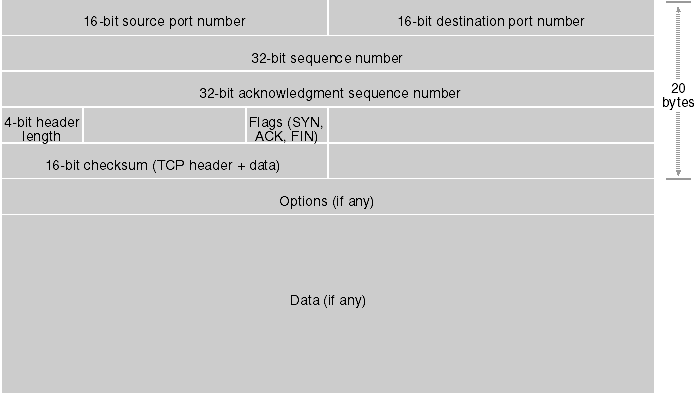 16-bit source port number
16-bit destination port number
32-bit sequence number
32-bit acknowledgment sequence number
20
bytes
4-bit header
length
Flags (SYN,
ACK, FIN)
16-bit checksum (TCP header + data)
Options (if any)
Data (if any)